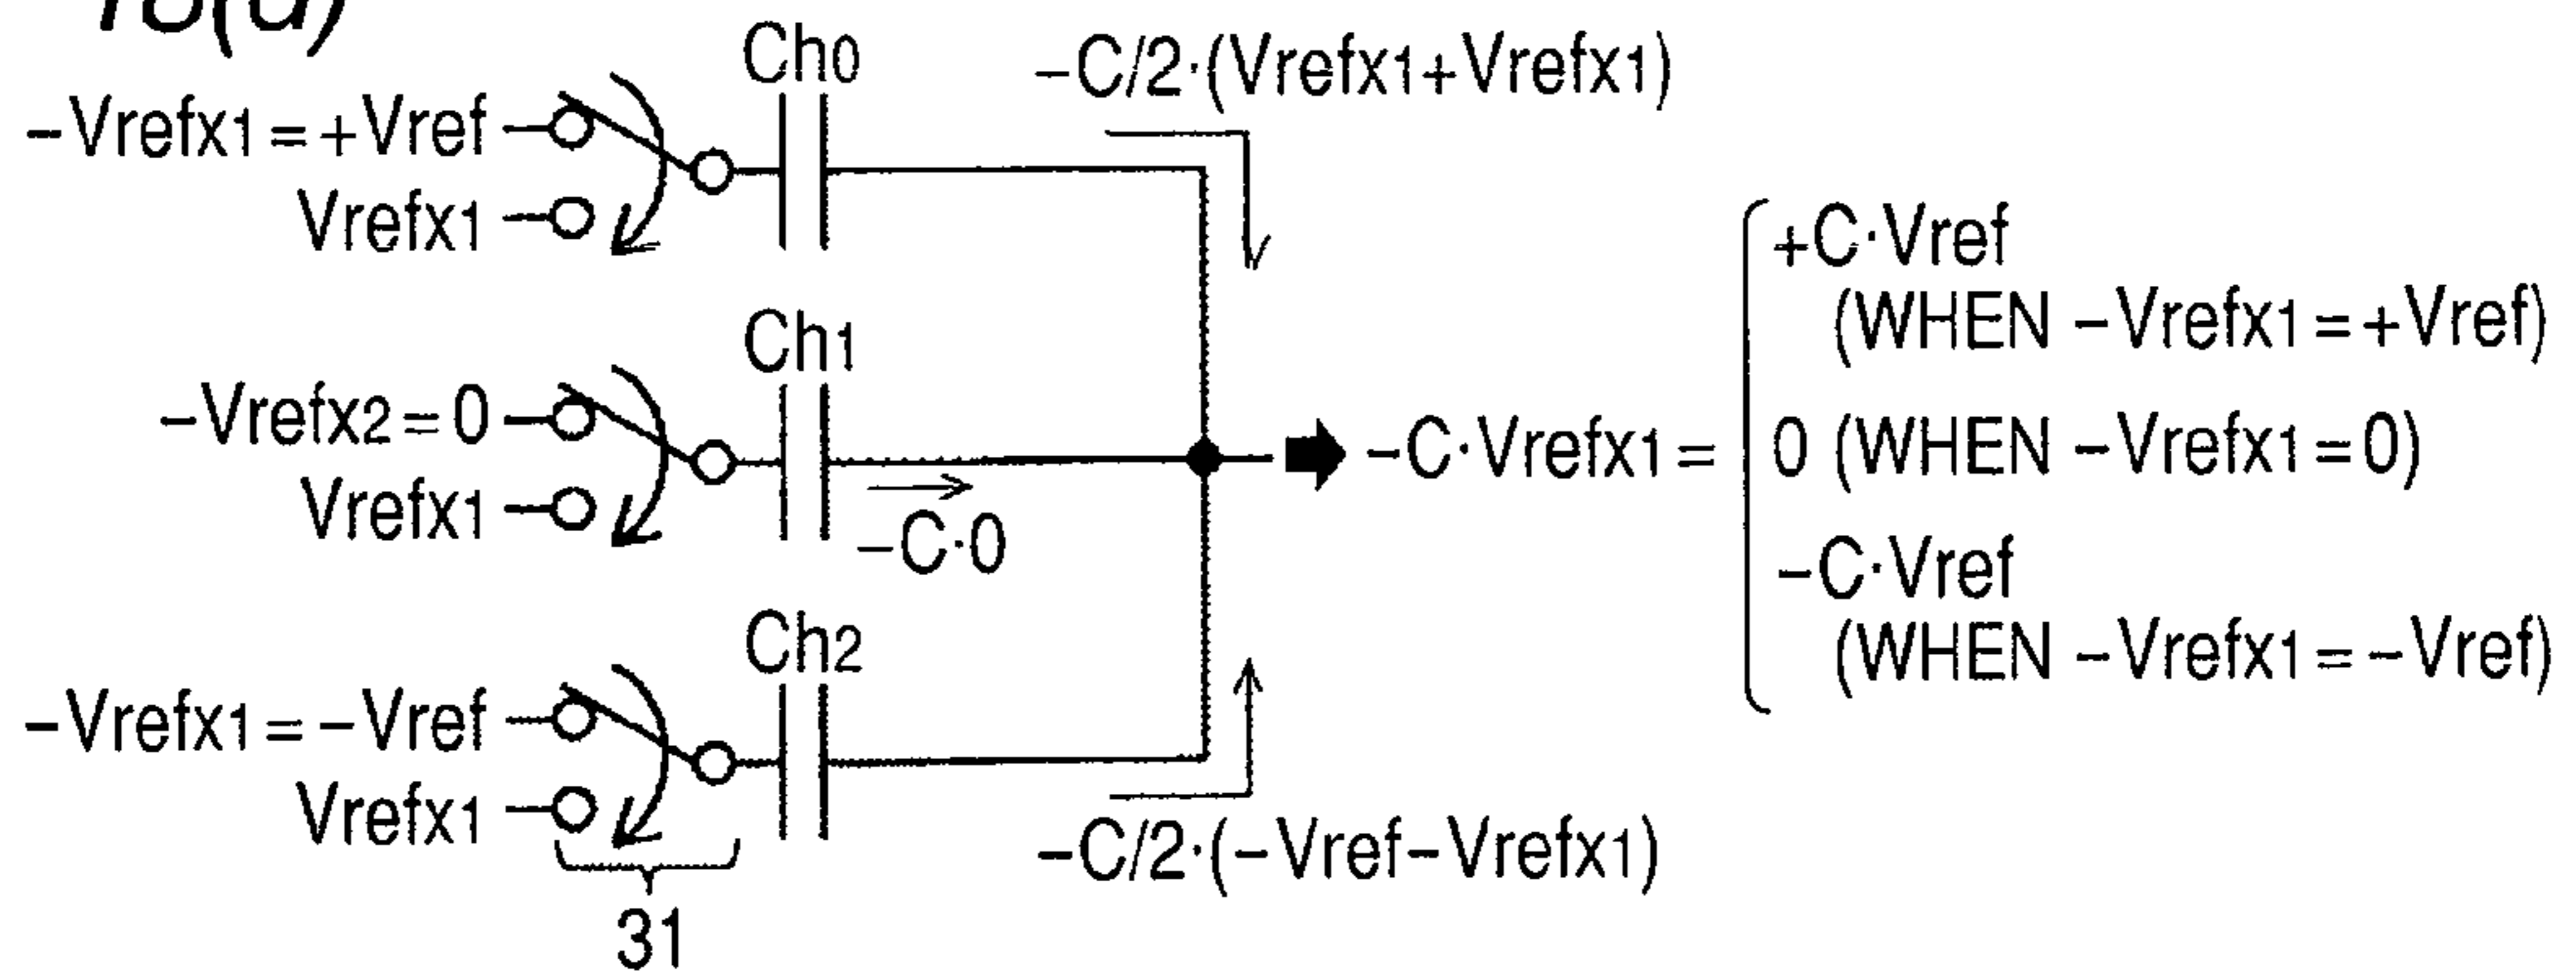 Ch0
-C/2·(Vrefx1+Vrefx1)
-Vrefx1=+Vref
Vrefx1
+C·Vref
(WHEN -Vrefx1=+Vref)
Ch1
-Vrefx2=0
Vrefx1
-C·0
-C·Vrefx1=
0 (WHEN -Vrefx1=0)
-C·Vref
(WHEN -Vrefx1=-Vref)
Ch2
-Vrefx1=-Vref
Vrefx1
-C/2·(-Vref-Vrefx1)
31